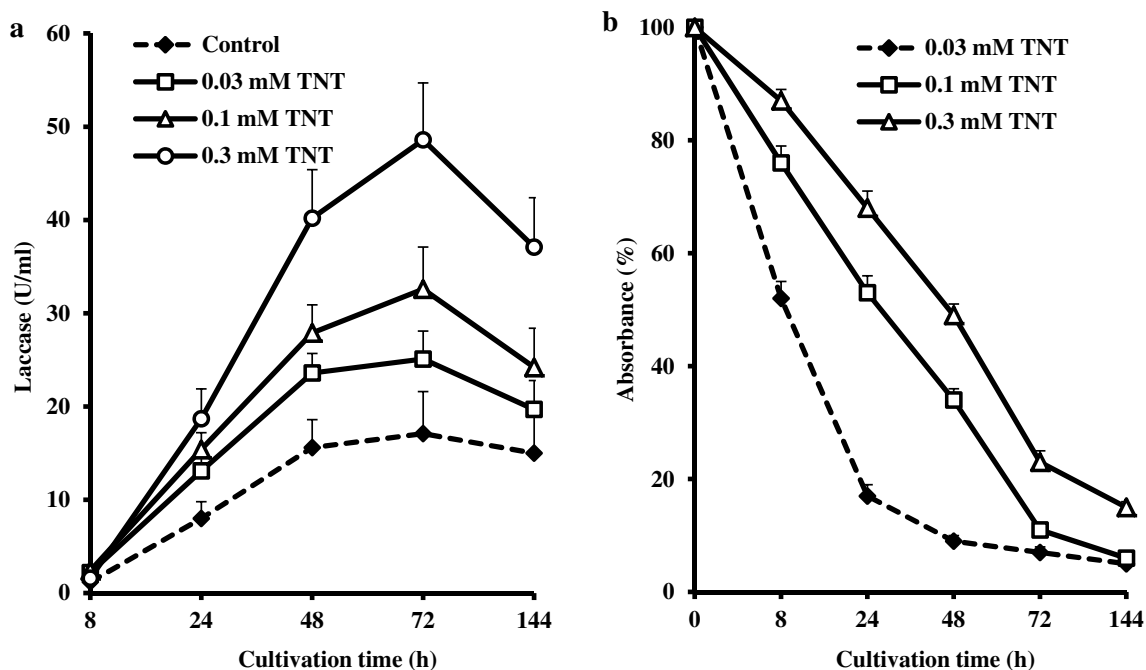 a
60
50
40
30
20
10
0
Laccase (U/ml)
Control
0.03 mM TNT
0.1 mM TNT
0.3 mM TNT
8 24 48 72 144
Cultivation time (h)
b
100
80
60
40
20
0
Absorbance (%)
0.03 mM TNT
0.1 mM TNT
0.3 mM TNT
0 8 24 48 72 144
Cultivation time (h)